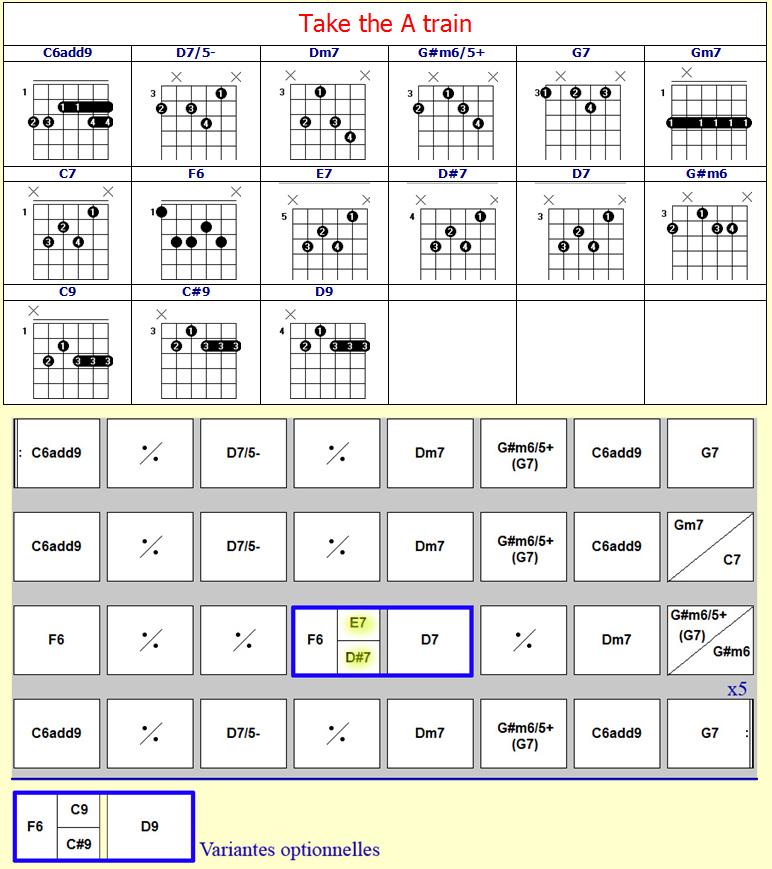 Take the A train
C6add9 D7/5- Dm7 G#m6/5+ G7 Gm7
1 3 3 3 3 1
1 1 1 1 1 1 2 3 1 1 1 1 1 1
2 3 4 4 2 3 2 3 2 3 4
4 4 4
C7 F6 E7 D#7 D7 G#m6
1 1 5 4 3 3
1 1 1 1 1
2 2 2 2 2 3 4
3 4 3 4 3 4 3 4
C9 C#9 D9
1 3 4
1 1 1
2 3 3 3 2 3 3 3 2 3 3 3
: C6add9 ٪ D7/5- ٪ Dm7 G#m6/5+ (G7) C6add9 G7
C6add9 ٪ D7/5- ٪ Dm7 G#m6/5+ (G7) C6add9 Gm7 C7
F6 ٪ ٪ F6 E7 D#7 D7 ٪ Dm7 G#m6/5+ (G7) G#m6
x5
C6add9 ٪ D7/5- ٪ Dm7 G#m6/5+ (G7) C6add9 G7 :
F6 C9 C#9 D9
Variantes optionnelles